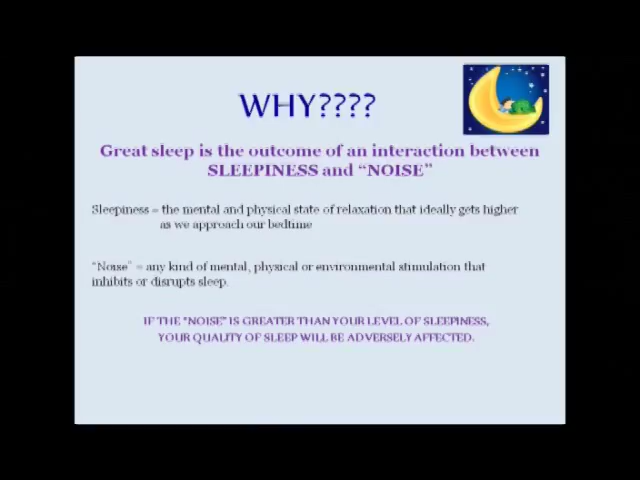 WHY????
Great sleep is the outcome of an interaction between
SLEEPINESS and “NOISE”
Sleepiness = the mental and physical state of relaxation that ideally gets higher
as we approach our bedtime
“Noise” = any kind of mental, physical or environmental stimulation that
inhibits or disrupts sleep.
IF THE "NOISE" IS GREATER THAN YOUR LEVEL OF SLEEPINESS,
YOUR QUALITY OF SLEEP WILL BE ADVERSELY AFFECTED.